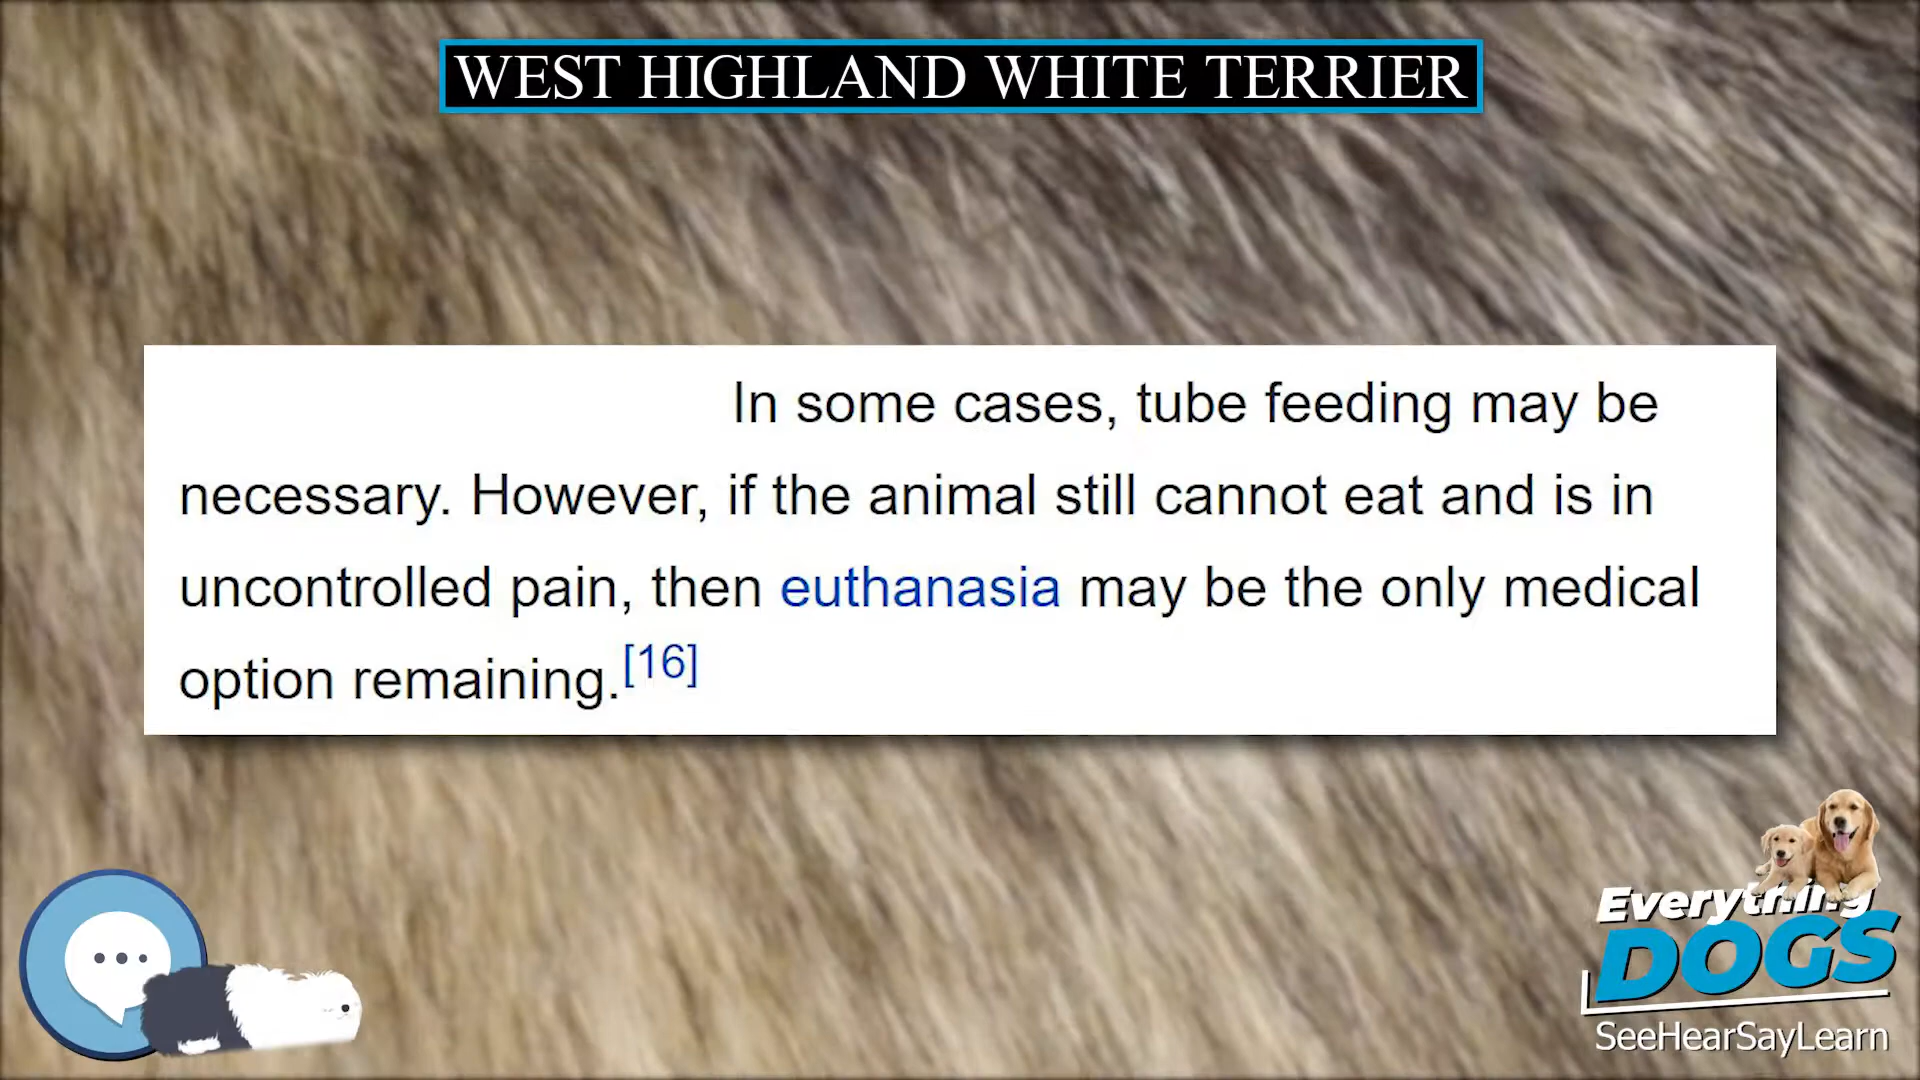 WEST HIGHLAND WHITE TERRIER
In some cases, tube feeding may be
necessary. However, if the animal still cannot eat and is in
uncontrolled pain, then euthanasia may be the only medical
option remaining.[16]
Everything
DOGS
SeeHearSayLearn